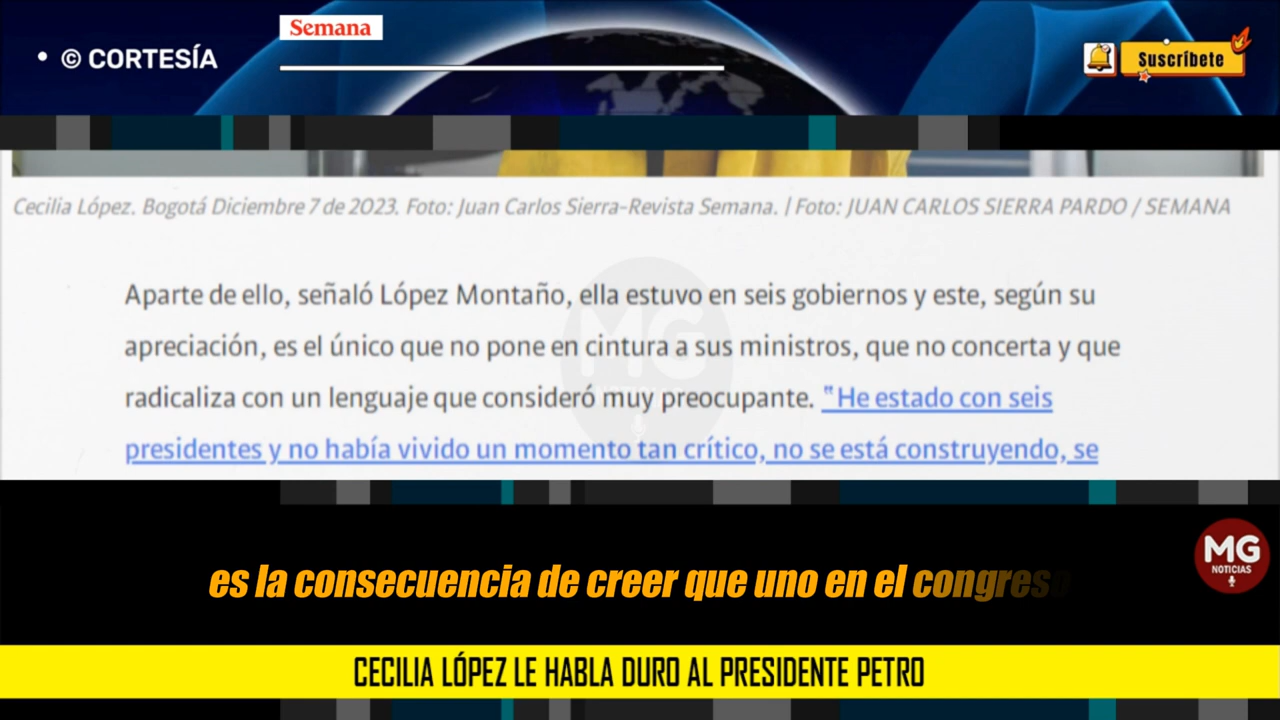 Semana
• © CORTESÍA
Suscríbete
Cecilia López. Bogotá Diciembre 7 de 2023. Foto: Juan Carlos Sierra-Revista Semana. | Foto: JUAN CARLOS SIERRA PARDO / SEMANA
Aparte de ello, señaló López Montaño, ella estuvo en seis gobiernos y este, según su
apreciación, es el único que no pone en cintura a sus ministros, que no concerta y que
radicaliza con un lenguaje que consideró muy preocupante. "He estado con seis
presidentes y no había vivido un momento tan crítico, no se está construyendo, se
MG
NOTICIAS
es la consecuencia de creer que uno en el congreso
MG
NOTICIAS
CECILIA LÓPEZ LE HABLA DURO AL PRESIDENTE PETRO